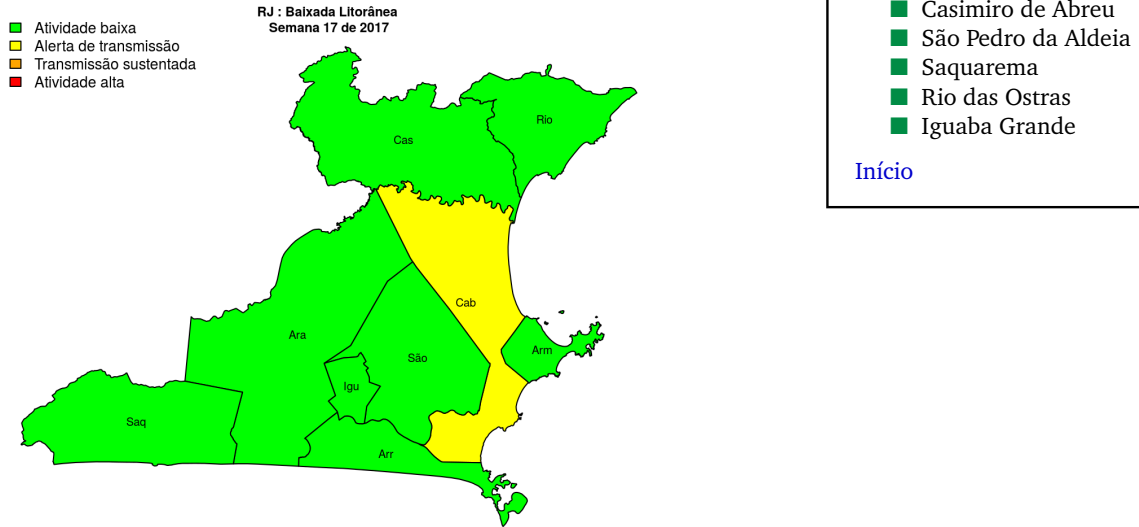 RJ : Baixada Litorânea
Semana 17 de 2017
Atividade baixa
Alerta de transmissão
Transmissão sustentada
Atividade alta
Cas
Rio
Cab
Ara
São
Arm
Igu
Saq
Arr
Casimiro de Abreu
São Pedro da Aldeia
Saquarema
Rio das Ostras
Iguaba Grande
Início